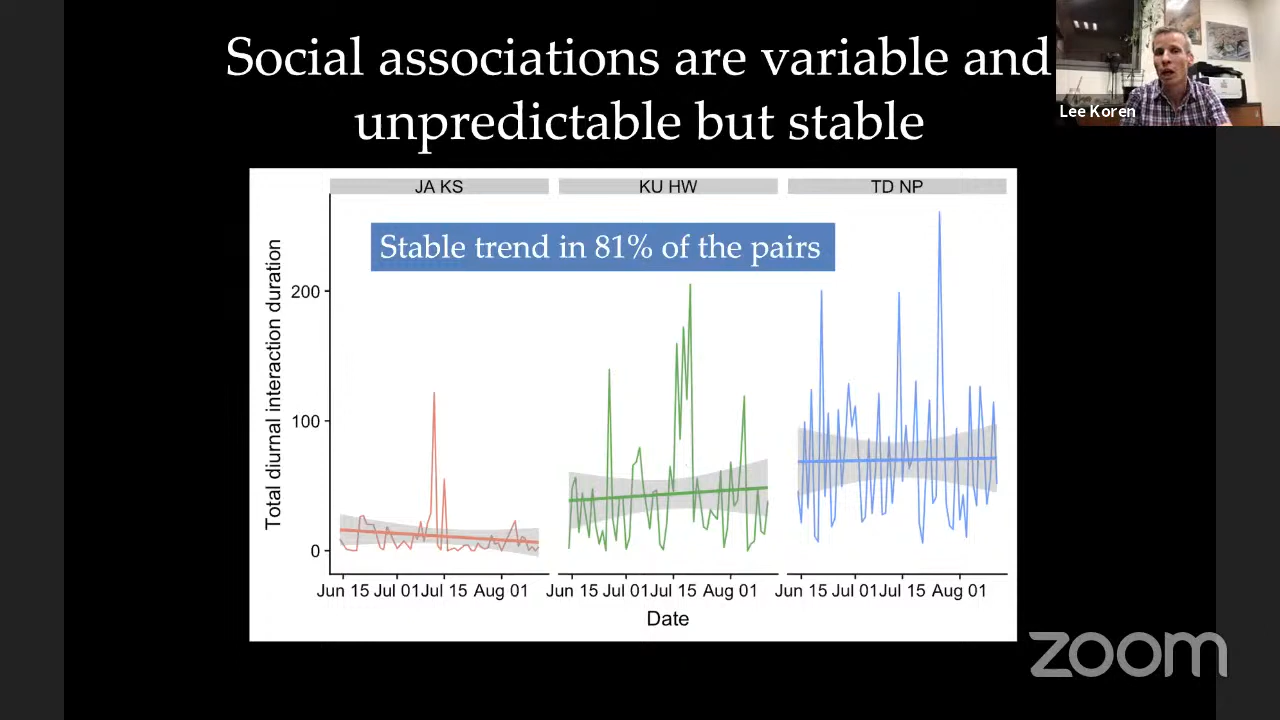 Social associations are variable and
unpredictable but stable
Lee Koren
JA KS
KU HW
TD NP
Stable trend in 81% of the pairs
Total diurnal interaction duration
200
100
0
Jun 15 Jul 01 Jul 15 Aug 01
Jun 15 Jul 01 Jul 15 Aug 01
Jun 15 Jul 01 Jul 15 Aug 01
Date
zoom